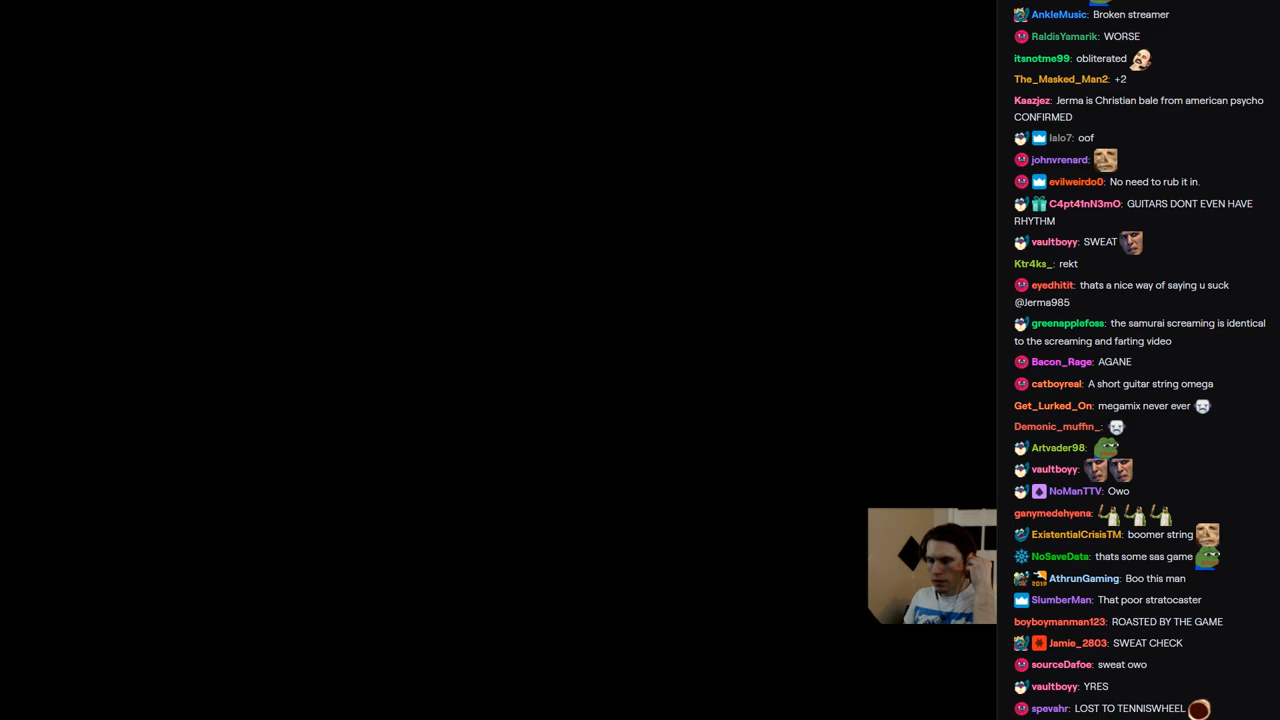 AnkleMusic: Broken streamer
RaldisYamarik: WORSE
itsnotme99: obliterated
The_Masked_Man2: +2
Kaazjez: Jerma is Christian bale from american psycho
CONFIRMED
lalo7: oof
johnvrenard:
evilweirdo0: No need to rub it in.
C4pt41nN3mO: GUITARS DONT EVEN HAVE
RHYTHM
vaultboyy: SWEAT
Ktr4ks_: rekt
eyedhitit: thats a nice way of saying u suck
@Jerma985
greenapplefoss: the samurai screaming is identical
to the screaming and farting video
Bacon_Rage: AGANE
catboyreal: A short guitar string omega
Get_Lurked_On: megamix never ever
Demonic_muffin_:
Artvader98:
vaultboyy:
NoManTTV: Owo
ganymedehyena:
ExistentialCrisisTM: boomer string
NoSaveData: thats some sas game
AthrunGaming: Boo this man
SlumberMan: That poor stratocaster
boyboymanman123: ROASTED BY THE GAME
Jamie_2803: SWEAT CHECK
sourceDafoe: sweat owo
vaultboyy: YRES
spevahr: LOST TO TENNISWHEEL